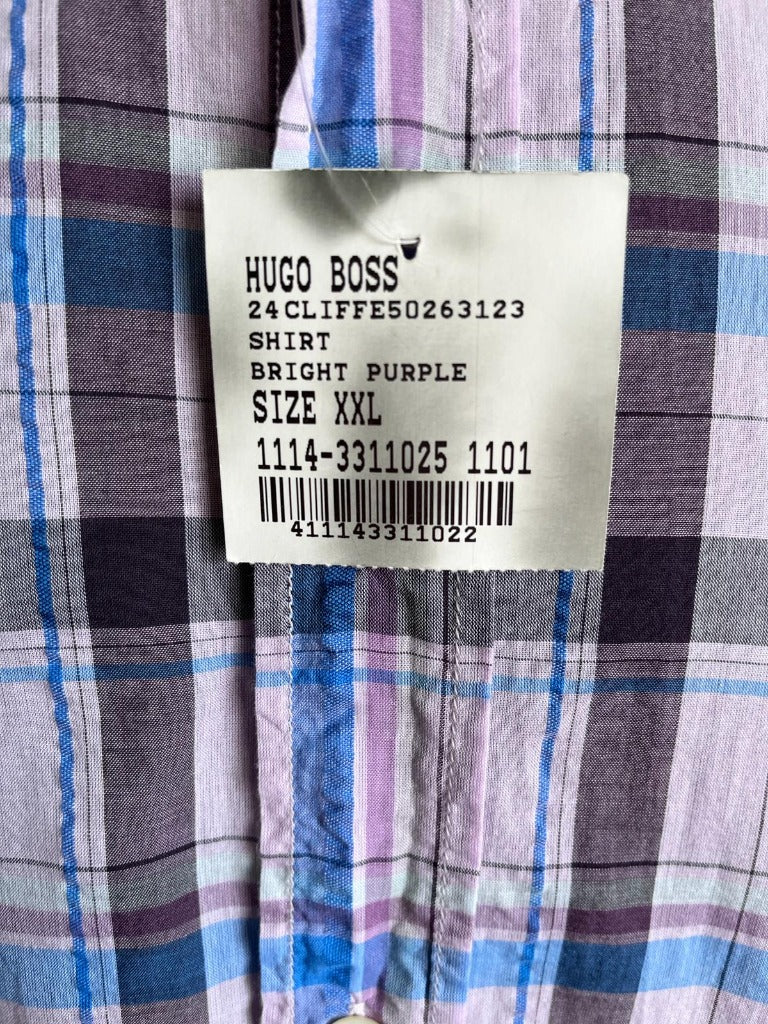 HUGO BOSS
24CLIFFE50263123
SHIRT
BRIGHT PURPLE
SIZE XXL
1114-3311025 1101
411143311022